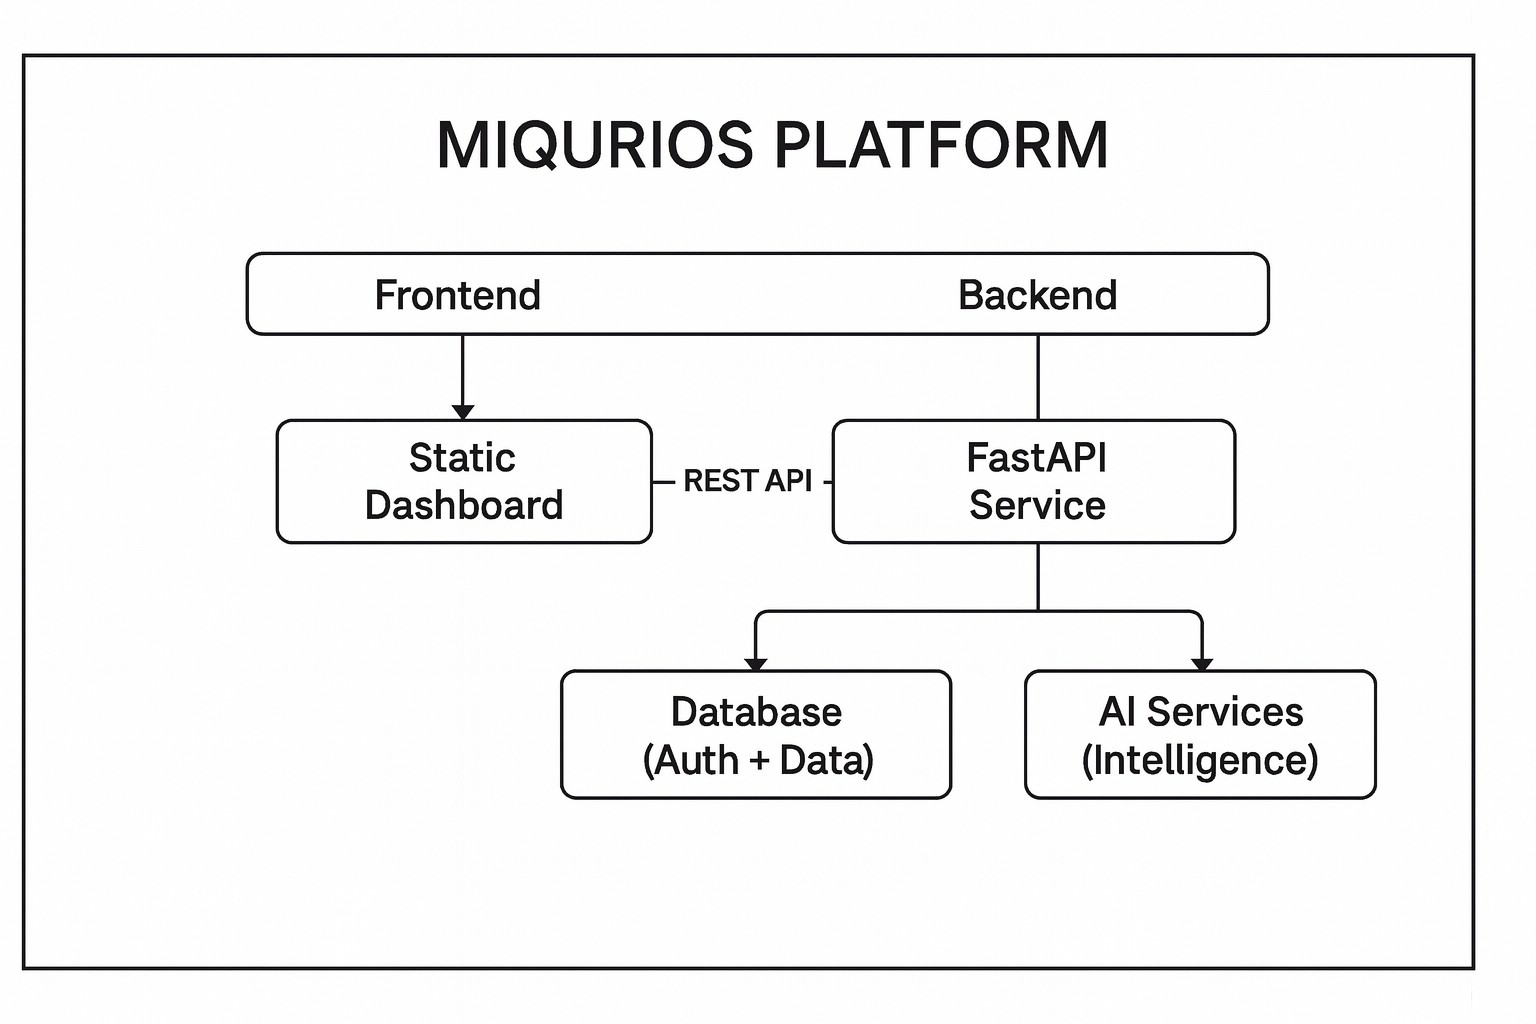 MIQURIOS PLATFORM
Frontend
Backend
Static
Dashboard
REST API
FastAPI
Service
Database
(Auth + Data)
AI Services
(Intelligence)